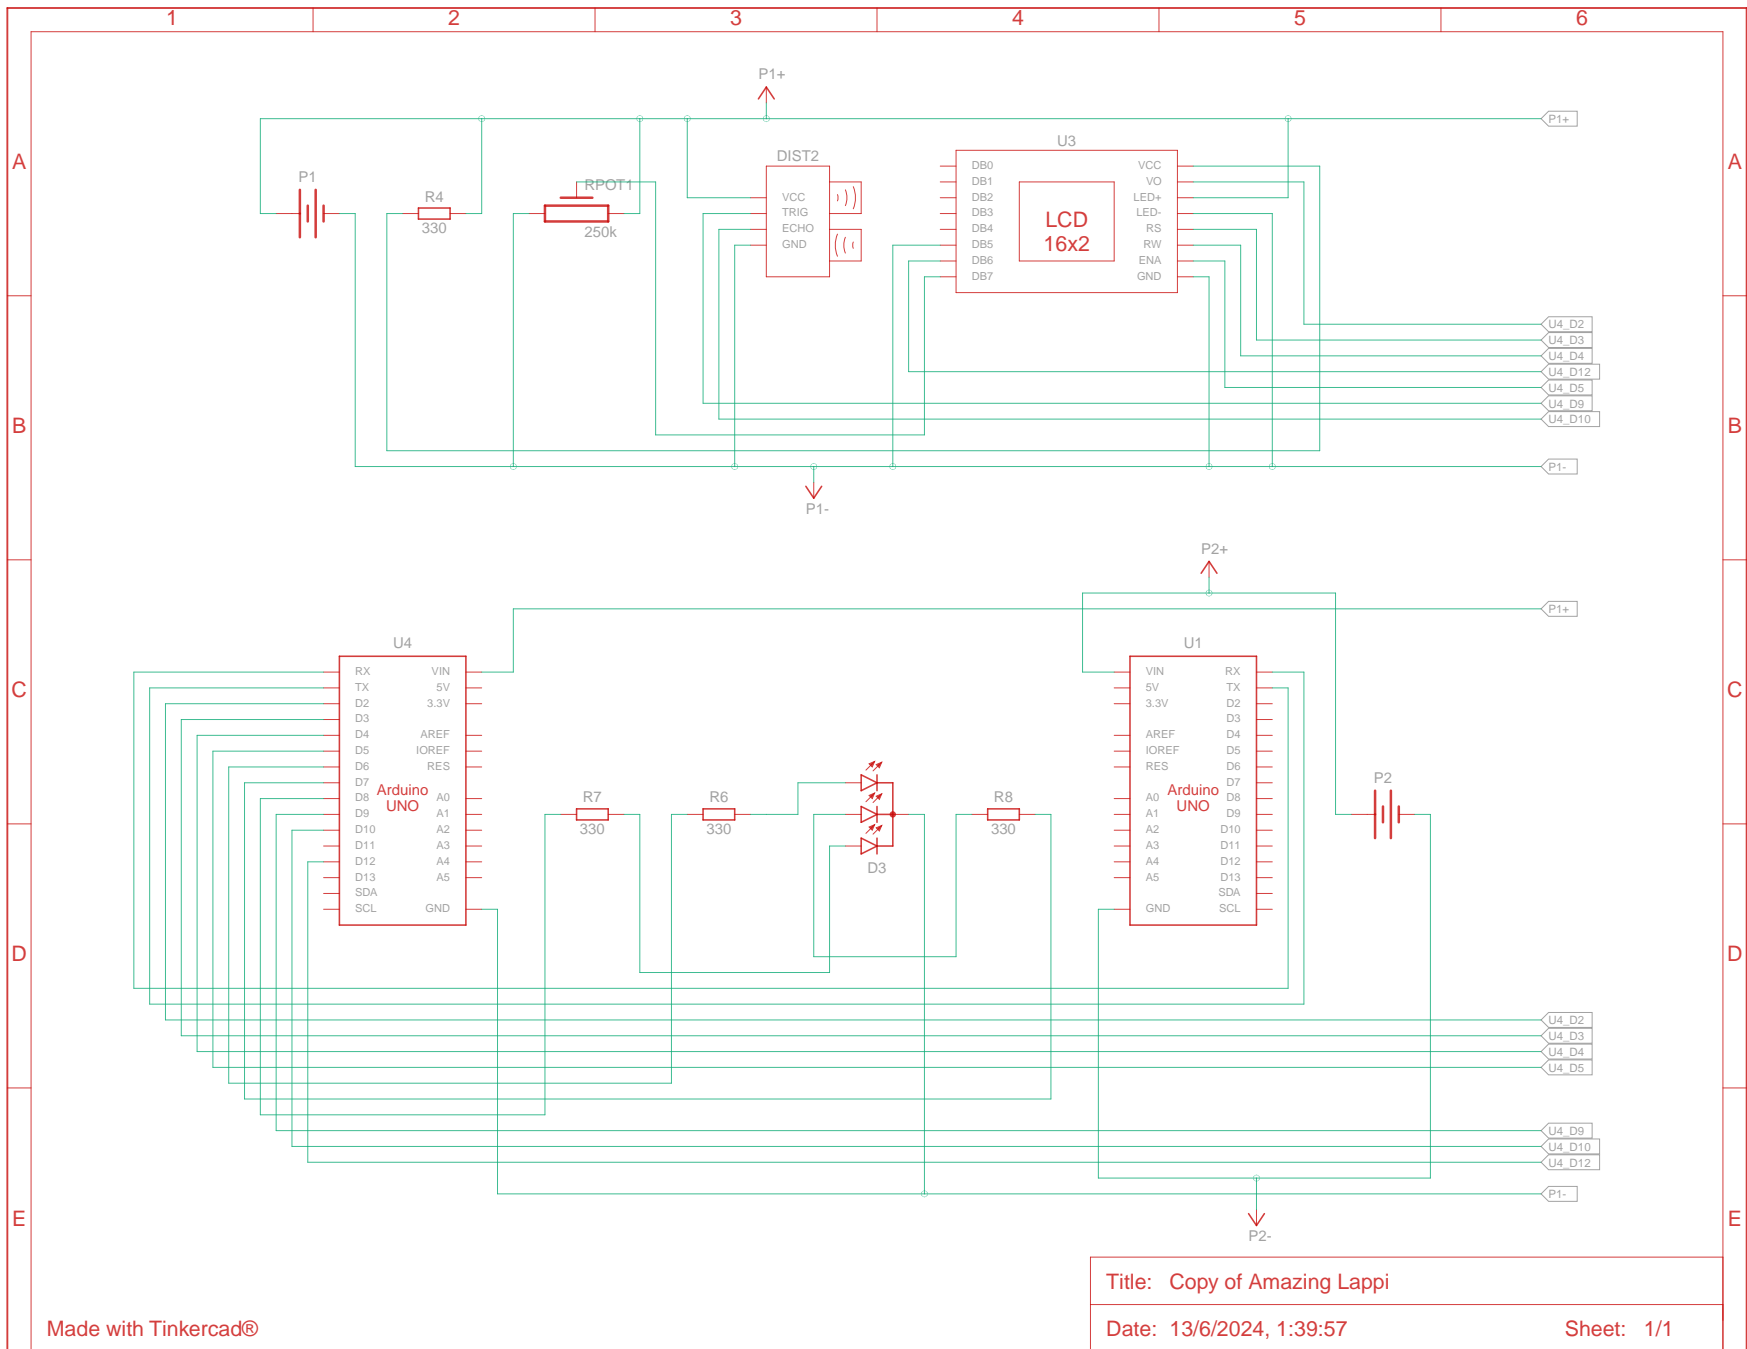 1 2 3 4 5 6
P1+
P1+
A A
U3
DIST2
P1
RPOT1
R4
330
250k
VCC
TRIG
ECHO
GND
DB0 VCC
DB1 VO
DB2 LED+
DB3 LED-
DB4 RS
DB5 RW
DB6 ENA
DB7 GND
LCD
16x2
U4_D2
U4_D3
U4_D4
U4_D12
U4_D5
U4_D9
U4_D10
B B
P1-
P1-
P2+
P1+
C C
U4
RX VIN
TX 5V
D2 3.3V
D3
D4 AREF
D5 IOREF
D6 RES
D7
D8 A0
D9 A1
D10 A2
D11 A3
D12 A4
D13 A5
SDA
SCL GND
Arduino
UNO
R7
330
R6
330
D3
R8
330
U1
VIN RX
5V TX
3.3V D2
D3
AREF D4
IOREF D5
RES D6
D7
A0 D8
A1 D9
A2 D10
A3 D11
A4 D12
A5 D13
SDA
GND SCL
Arduino
UNO
P2
D D
U4_D2
U4_D3
U4_D4
U4_D5
U4_D9
U4_D10
U4_D12
P1-
E E
P2-
Title: Copy of Amazing Lappi
Made with Tinkercad®
Date: 13/6/2024, 1:39:57 Sheet: 1/1